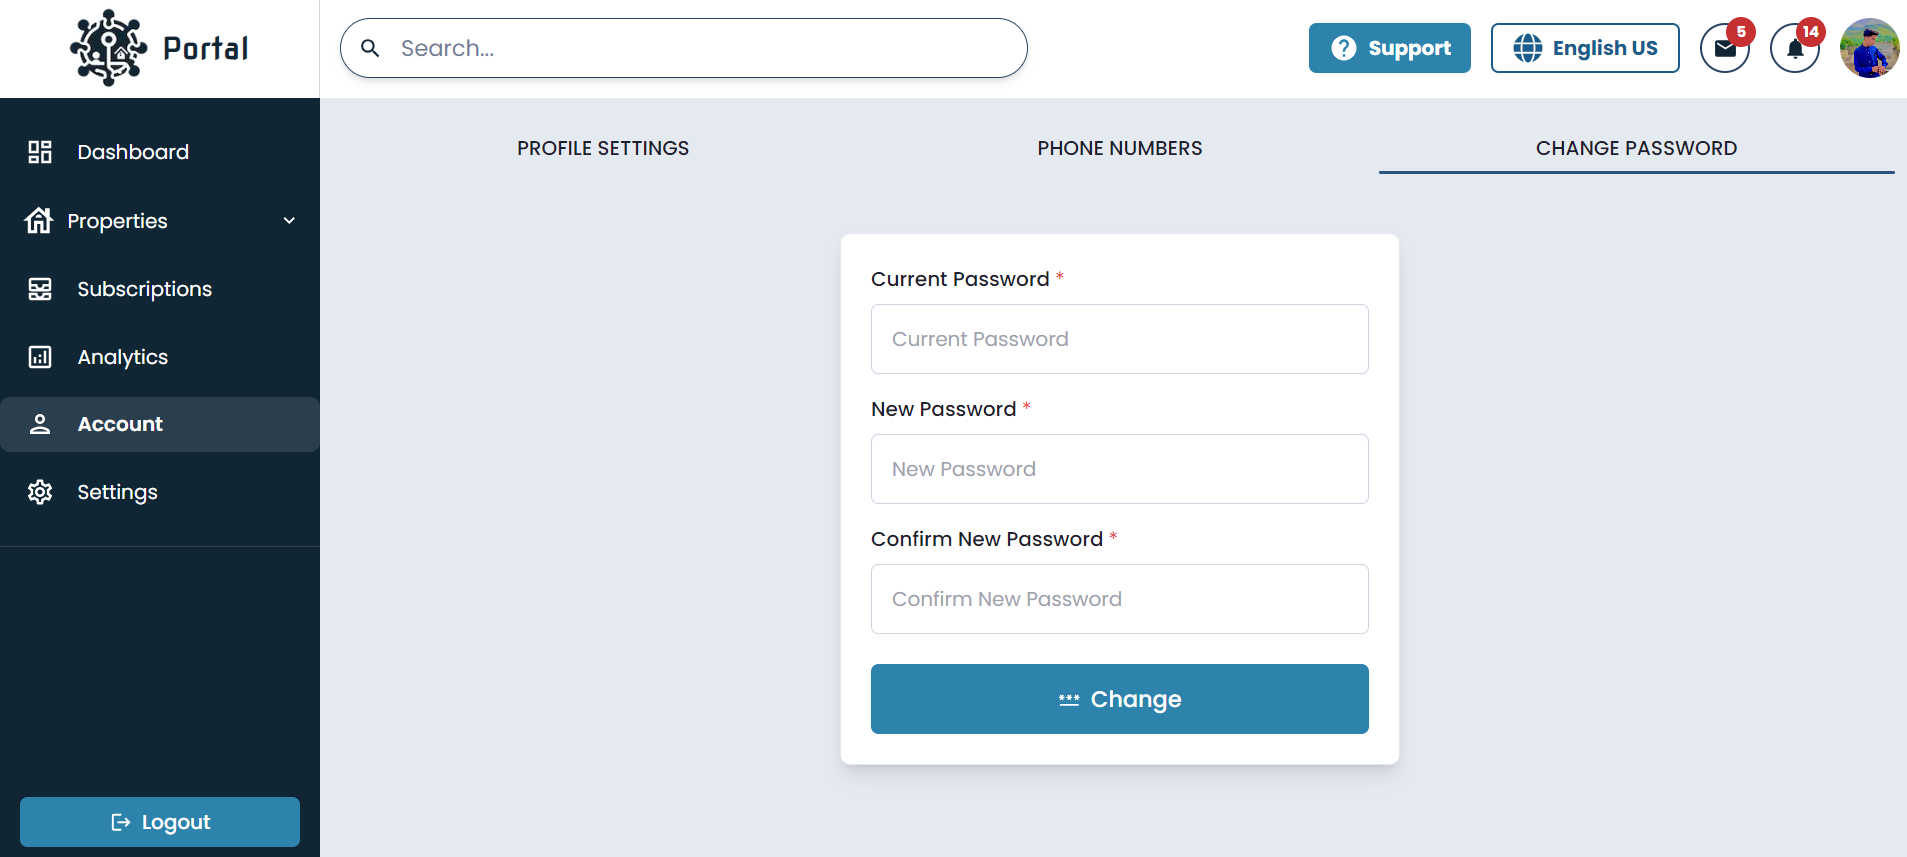 Portal
Search...
Support
English US
5
14
Dashboard
Properties
Subscriptions
Analytics
Account
Settings
Logout
PROFILE SETTINGS
PHONE NUMBERS
CHANGE PASSWORD
Current Password *
Current Password
New Password *
New Password
Confirm New Password *
Confirm New Password
*** Change